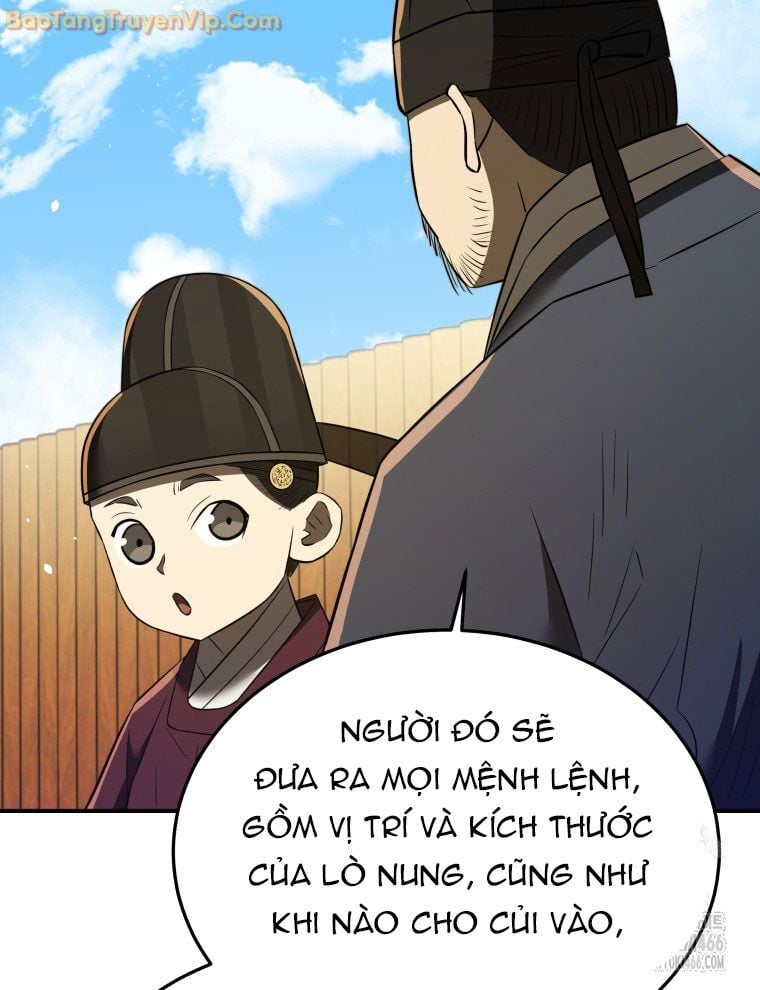 BaoTangTruyenVip.Com
NGƯỜI ĐÓ SẼ
ĐƯA RA MỌI MỆNH LỆNH,
GỒM VỊ TRÍ VÀ KÍCH THƯỚC
CỦA LÒ NUNG, CŨNG NHƯ
KHI NÀO CHO CỦI VÀO,